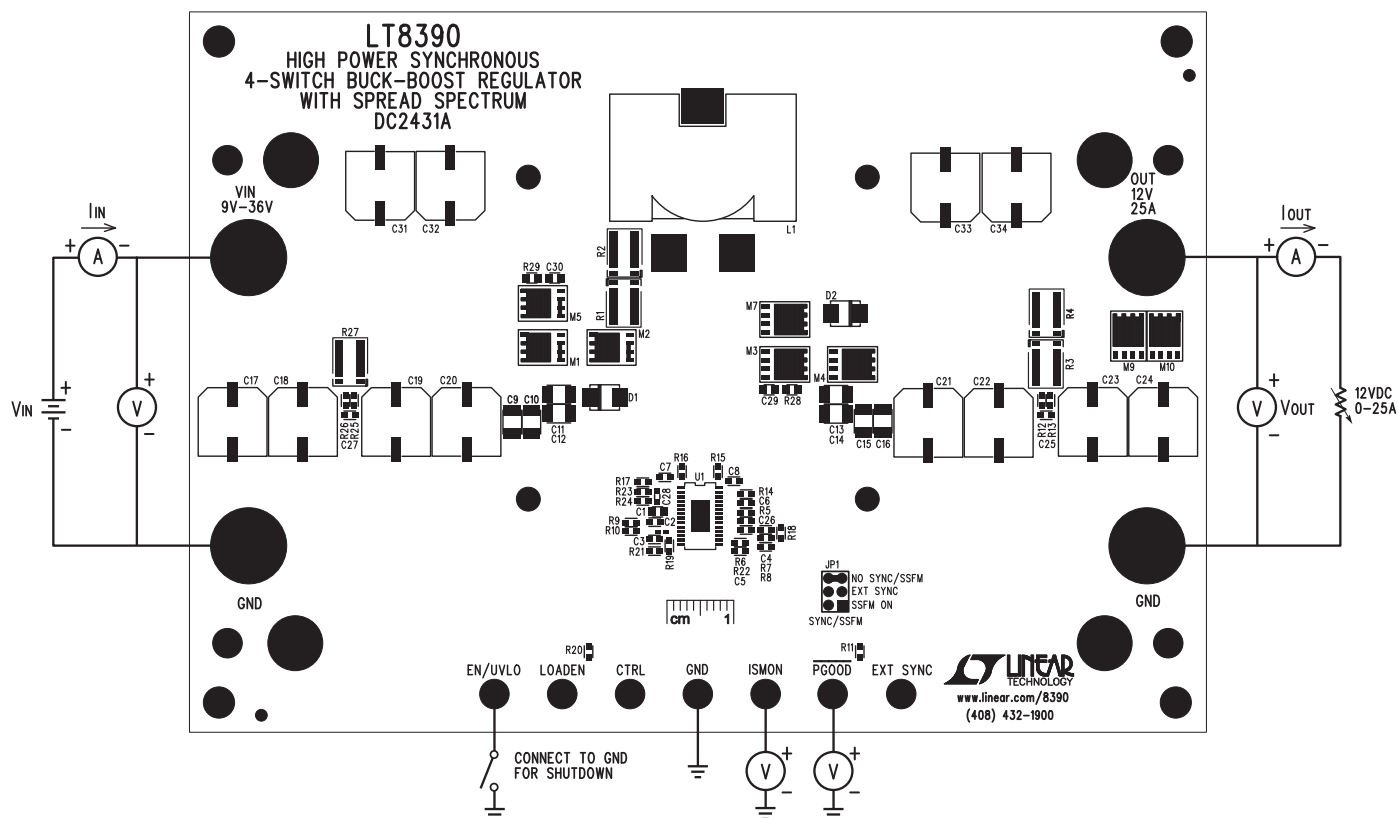 LT8390
HIGH POWER SYNCHRONOUS
4-SWITCH BUCK-BOOST REGULATOR
WITH SPREAD SPECTRUM
DC2431A
VIN
9V-36V
OUT
12V
25A
IIN
+ A -
IOUT
+ A -
C31 C32
C33 C34
L1
R2
R29 C30
R1
M5
M1
M2
M7
D2
M3
M4
C29 R28
R4
R3
M9 M10
R27
C17 C18
C19 C20
R26
R25
C27
C9 C10
C11
C12
D1
C13
C14
C15 C16
C21 C22
R12
R13
C25
C23 C24
VIN
+
-
+
V
-
+
V
-
VOUT
12VDC
0-25A
R16 R15
C7 U1 C8
R17
R23
R24
C28
C1
C2
R9
R10
C3
R21
R19
R14
C6
R5
C26
R18
R6
R22
C5
C4
R7
R8
GND
GND
JP1
NO SYNC/SSFM
EXT SYNC
SSFM ON
SYNC/SSFM
cm 1
R20
R11
EN/UVLO LOADEN CTRL GND ISMON PGOOD EXT SYNC
LINEAR
TECHNOLOGY
www.linear.com/8390
(408) 432-1900
CONNECT TO GND
FOR SHUTDOWN
+
V
-
+
V
-